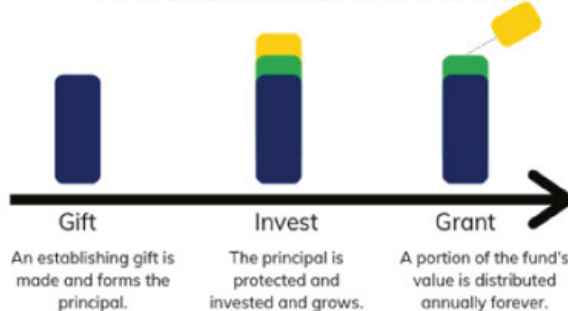 Gift
Invest
Grant
An establishing gift is
made and forms the
principal.
The principal is
protected and
invested and grows.
A portion of the fund's
value is distributed
annually forever.